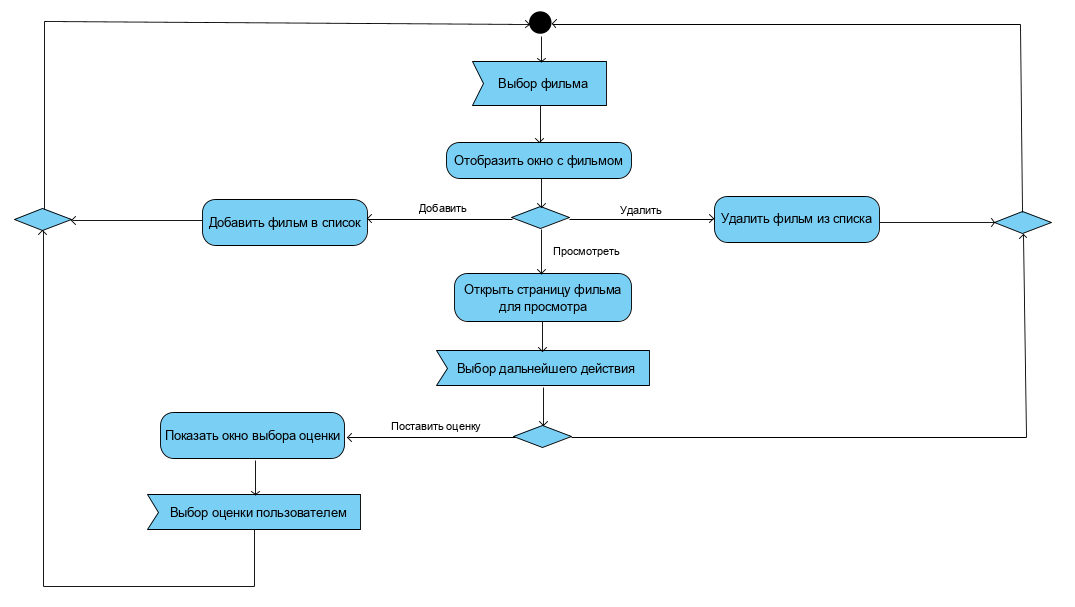 Выбор фильма
Отобразить окно с фильмом
Добавить
Удалить
Добавить фильм в список
Удалить фильм из списка
Просмотреть
Открыть страницу фильма
для просмотра
Выбор дальнейшего действия
Поставить оценку
Показать окно выбора оценки
Выбор оценки пользователем